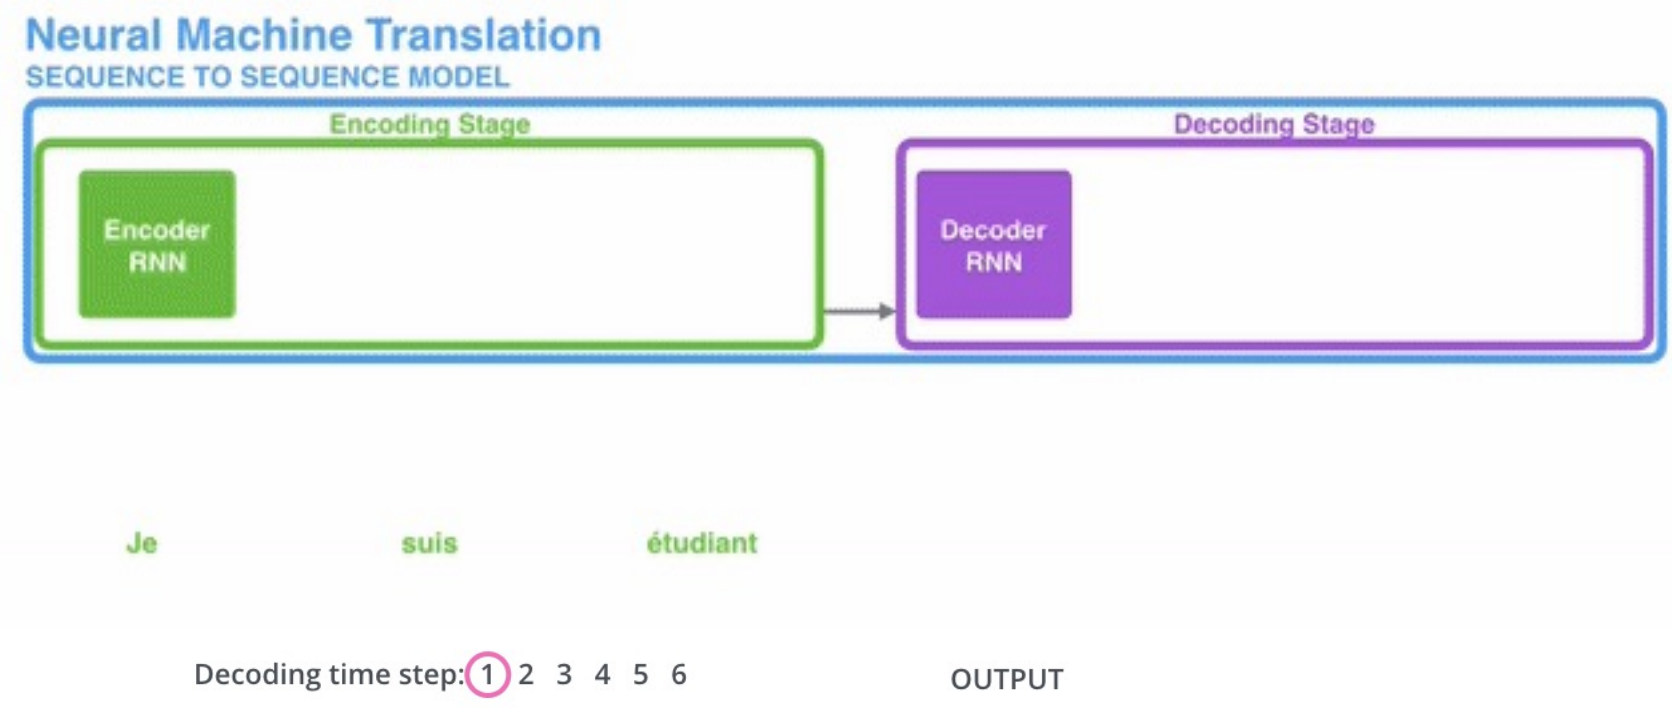 Neural Machine Translation
SEQUENCE TO SEQUENCE MODEL
Encoding Stage
Decoding Stage
Encoder
RNN
Decoder
RNN
Je suis étudiant
Decoding time step: 1 2 3 4 5 6
OUTPUT